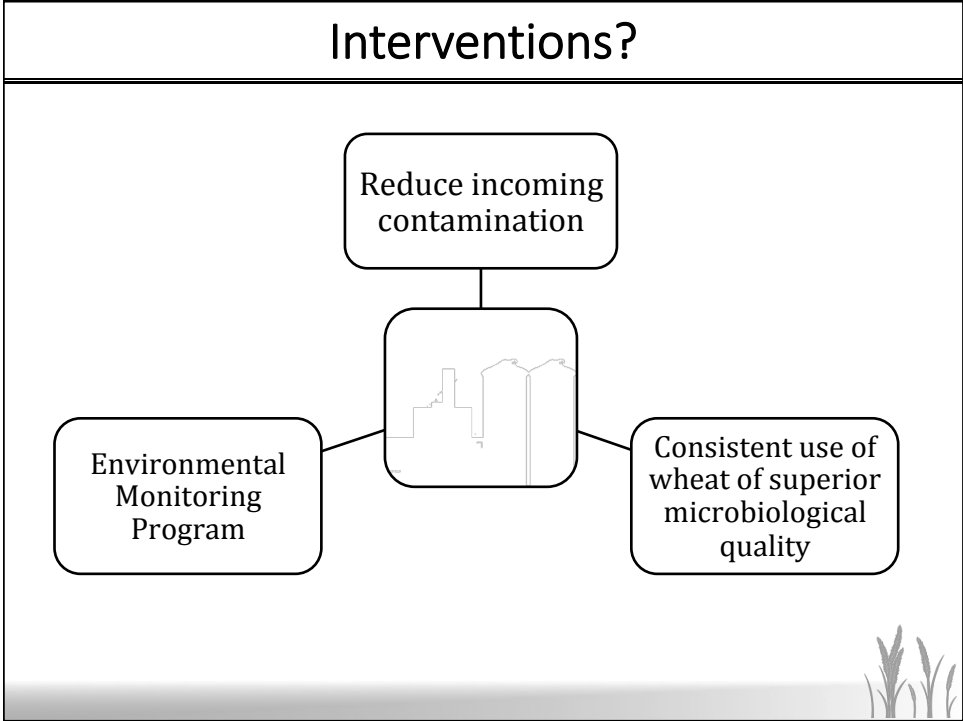 Interventions?
Reduce incoming
contamination
Environmental
Monitoring
Program
Consistent use of
wheat of superior
microbiological
quality